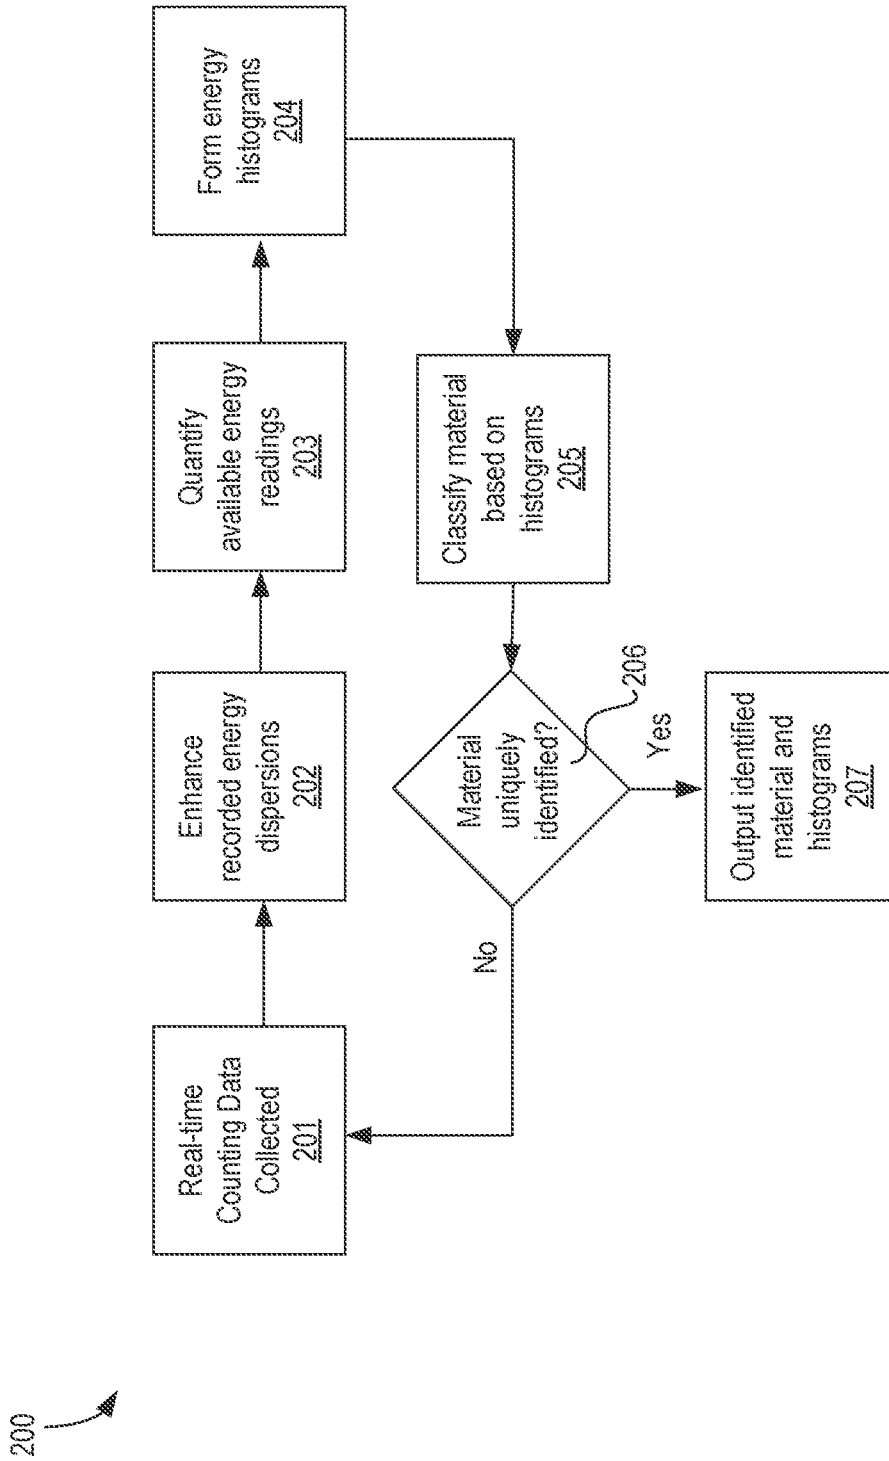 200
Real-time
Counting Data
Collected
201
Enhance
recorded energy
dispersions
202
Quantify
available energy
readings
203
Form energy
histograms
204
Classify material
based on
histograms
205
Material
uniquely
identified?
206
No
Yes
Output identified
material and
histograms
207